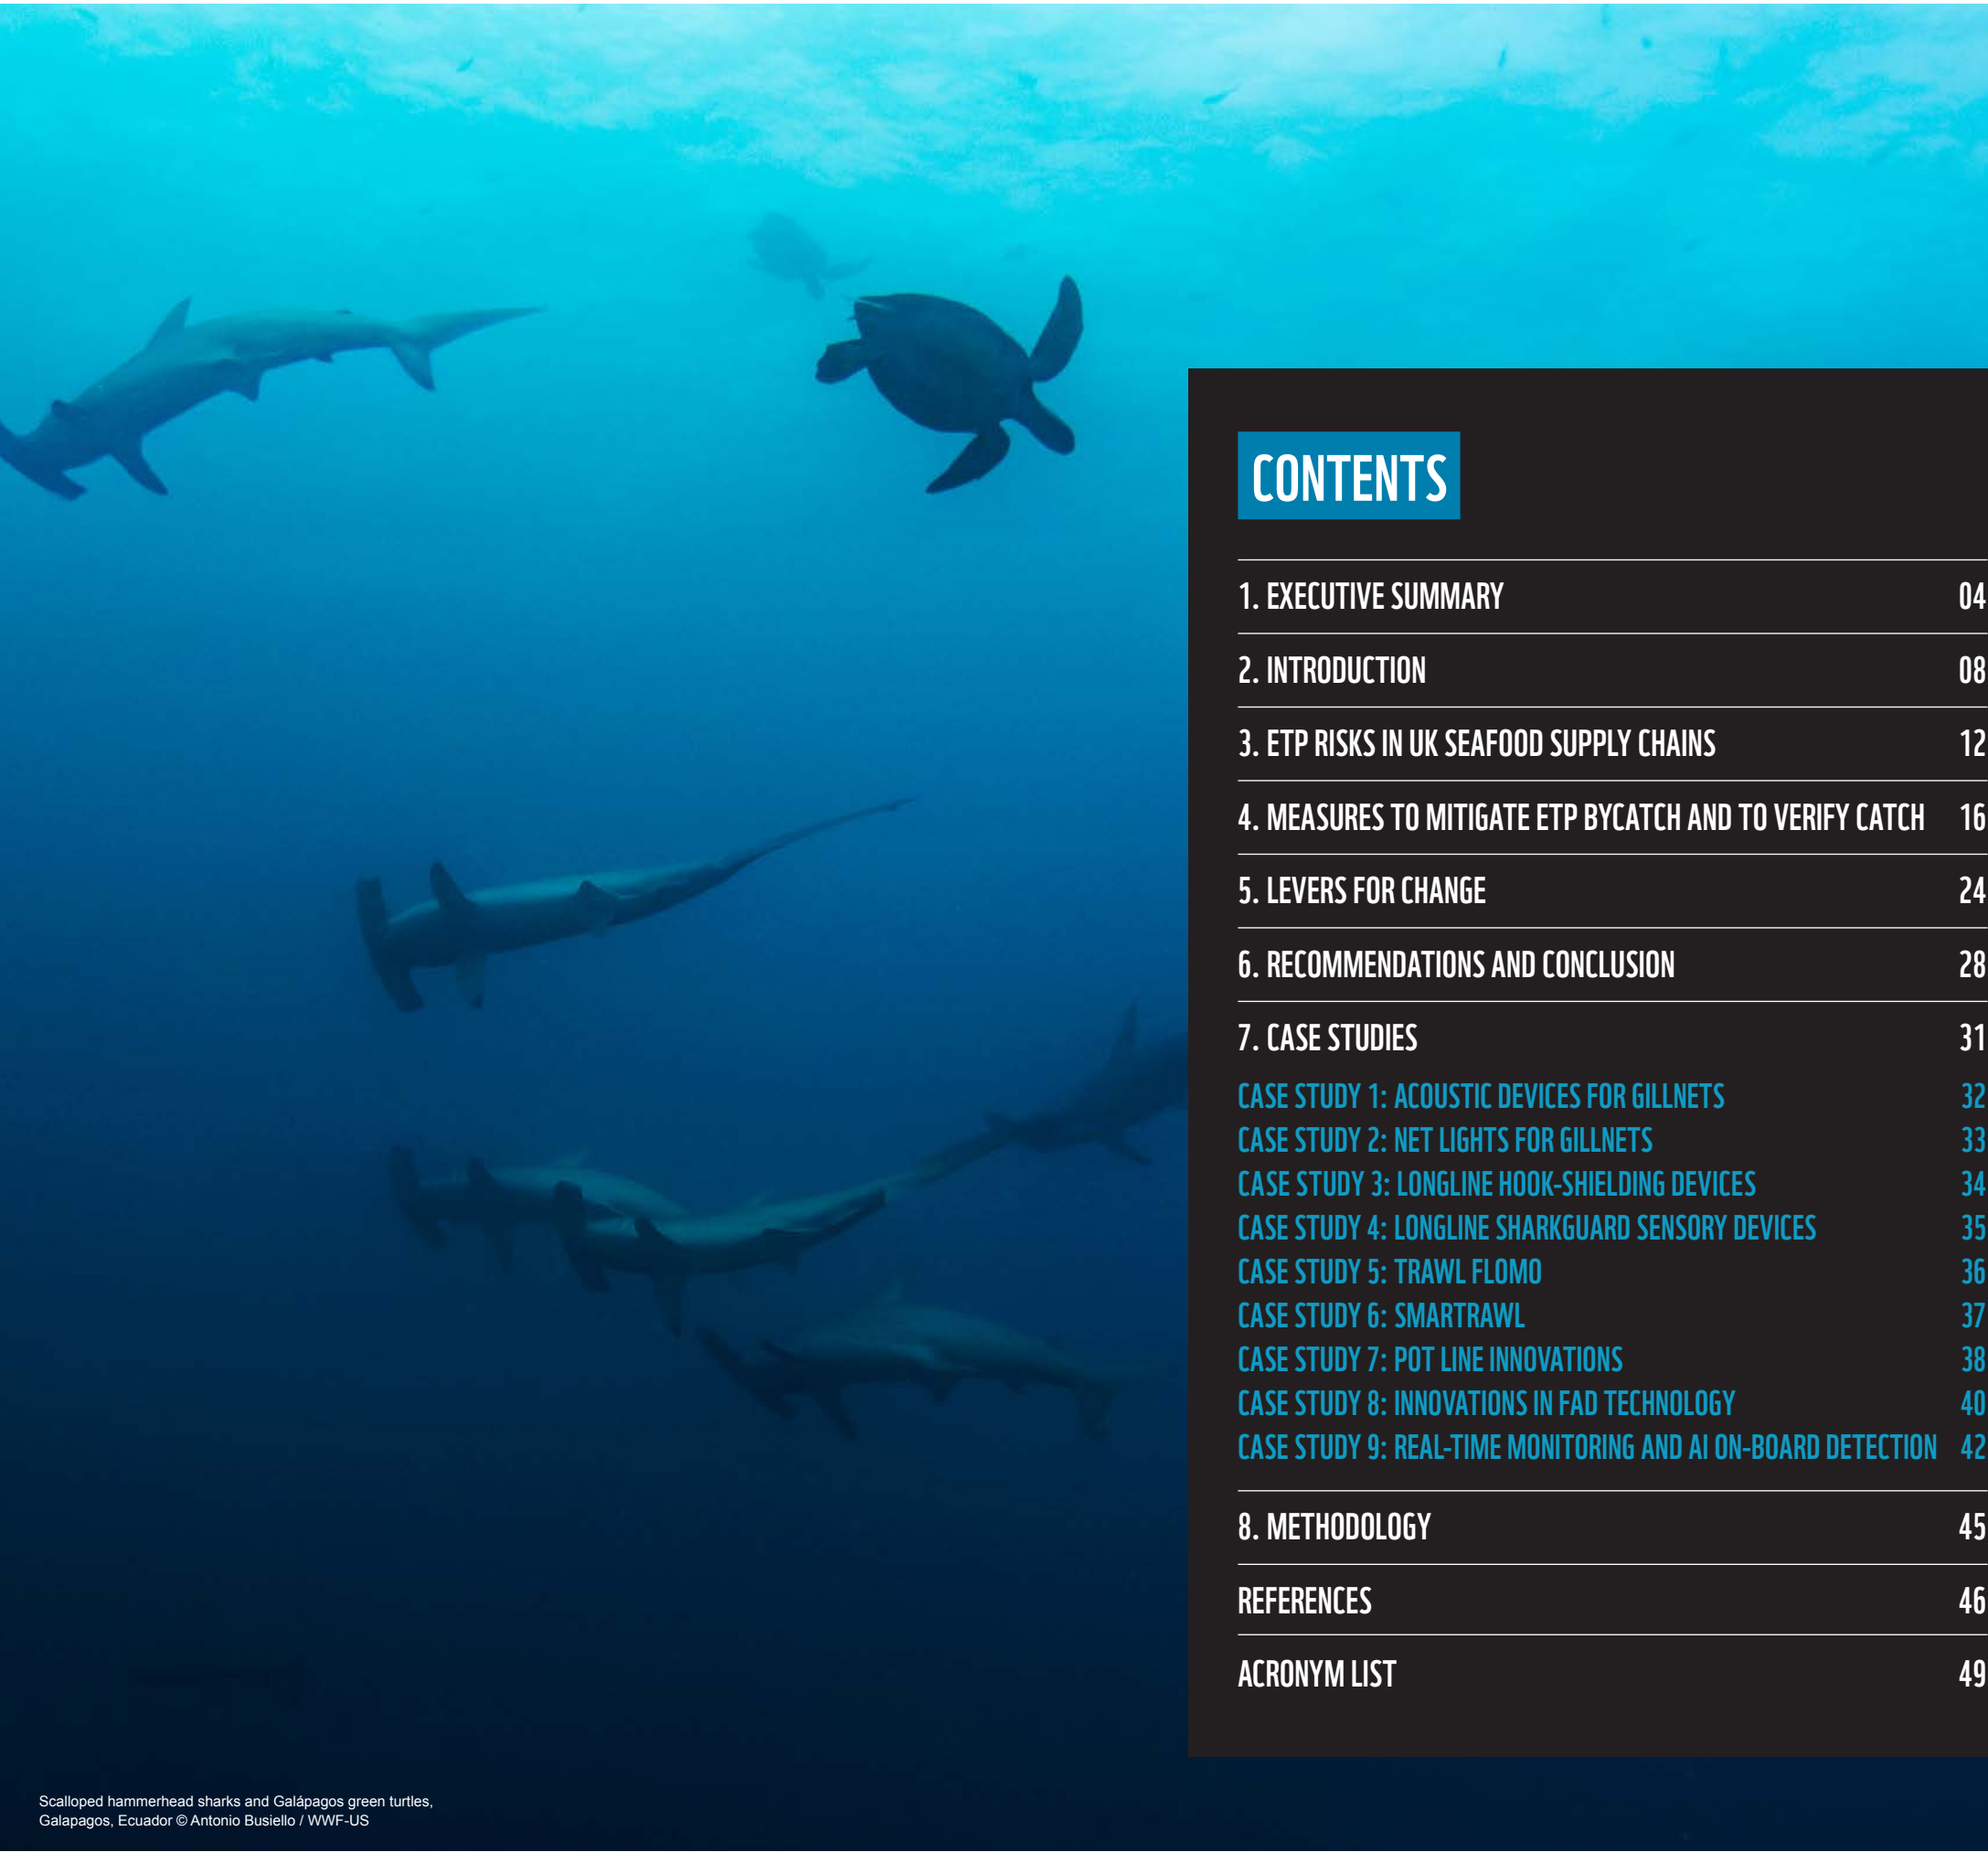 CONTENTS
1. EXECUTIVE SUMMARY 04
2. INTRODUCTION 08
3. ETP RISKS IN UK SEAFOOD SUPPLY CHAINS 12
4. MEASURES TO MITIGATE ETP BYCATCH AND TO VERIFY CATCH 16
5. LEVERS FOR CHANGE 24
6. RECOMMENDATIONS AND CONCLUSION 28
7. CASE STUDIES 31
CASE STUDY 1: ACOUSTIC DEVICES FOR GILLNETS 32
CASE STUDY 2: NET LIGHTS FOR GILLNETS 33
CASE STUDY 3: LONGLINE HOOK-SHIELDING DEVICES 34
CASE STUDY 4: LONGLINE SHARKGUARD SENSORY DEVICES 35
CASE STUDY 5: TRAWL FLOMO 36
CASE STUDY 6: SMARTRAWL 37
CASE STUDY 7: POT LINE INNOVATIONS 38
CASE STUDY 8: INNOVATIONS IN FAD TECHNOLOGY 40
CASE STUDY 9: REAL-TIME MONITORING AND AI ON-BOARD DETECTION 42
8. METHODOLOGY 45
REFERENCES 46
ACRONYM LIST 49
Scalloped hammerhead sharks and Galápagos green turtles,
Galapagos, Ecuador © Antonio Busiello / WWF-US